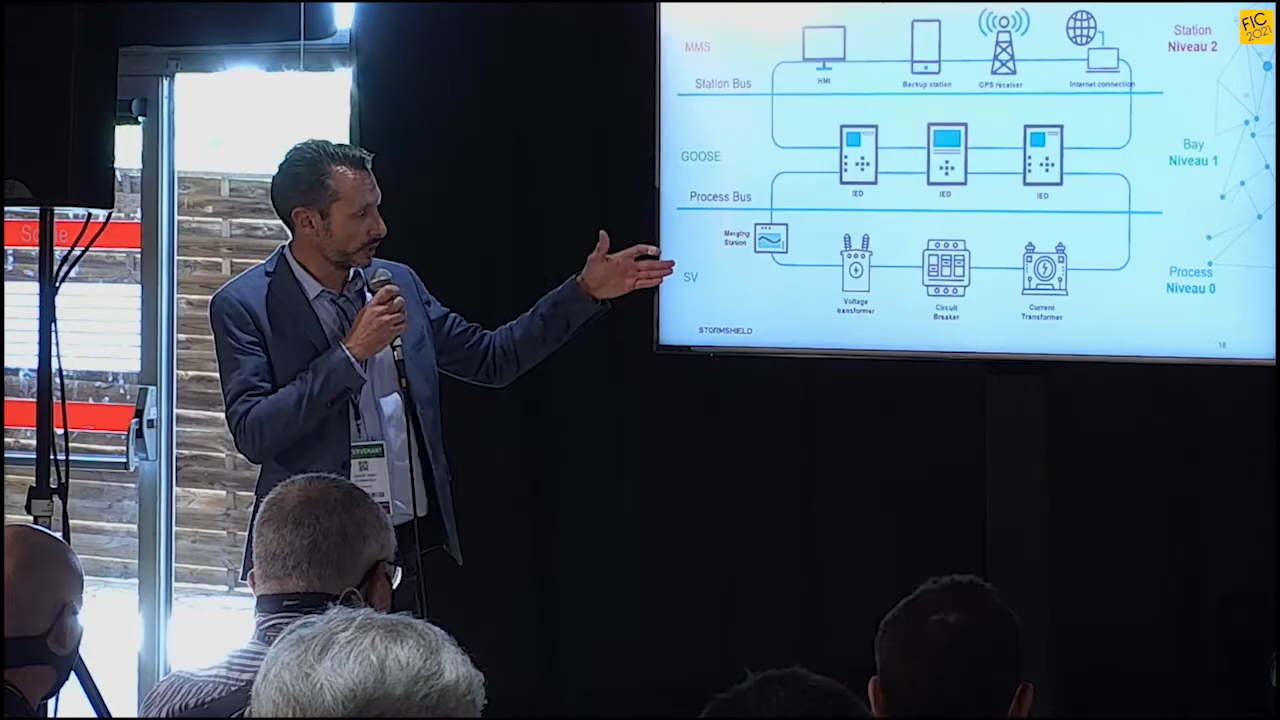 FIC
2021
MMS
Station
Niveau 2
HMI
Backup station
GPS receiver
Internet connection
Station Bus
GOOSE
Bay
Niveau 1
IED
IED
IED
Process Bus
Merging
Station
SV
Process
Niveau 0
Voltage
transformer
Circuit
Breaker
Current
Transformer
STORMSHIELD
18